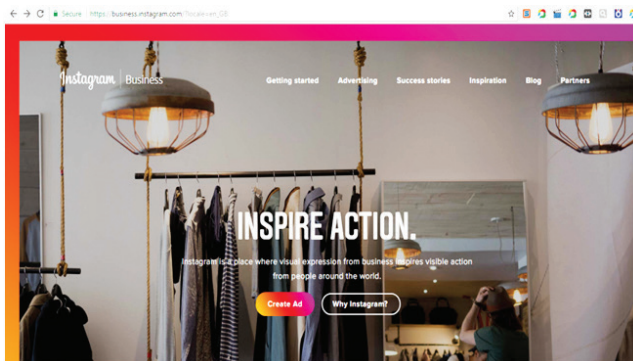 Secure https://business.instagram.com/?locale=en_GB
Instagram Business
Getting started Advertising Success stories Inspiration Blog Partners
INSPIRE ACTION.
Instagram is a place where visual expression from business inspires visible action
from people around the world.
Create Ad Why Instagram?